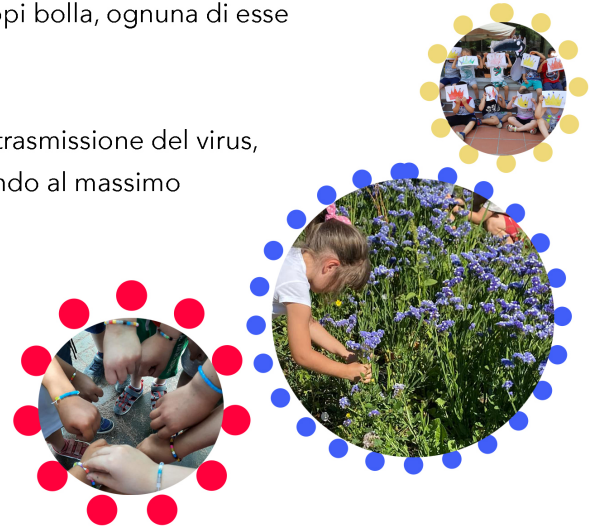 pi bolla, ognuna di esse
trasmissione del virus,
ndo al massimo